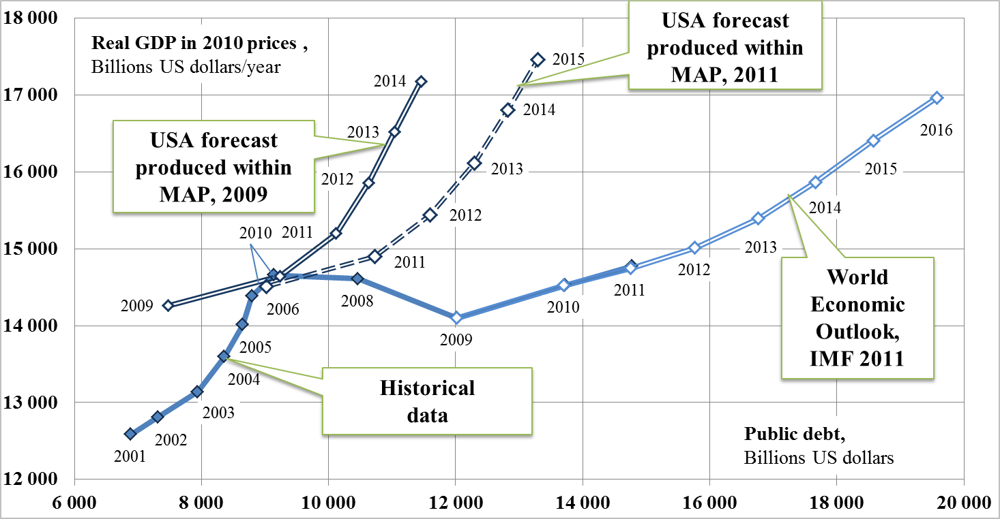 18 000
17 000
16 000
15 000
14 000
13 000
12 000
Real GDP in 2010 prices ,
Billions US dollars/year
USA forecast
produced within
MAP, 2009
USA forecast
produced within
MAP, 2011
World
Economic
Outlook,
IMF 2011
Historical
data
Public debt,
Billions US dollars
2009
2010
2011
2012
2013
2014
2011
2012
2013
2014
2015
2001
2002
2003
2004
2005
2006
2008
2009
2010
2011
2012
2013
2014
2015
2016
6 000
8 000
10 000
12 000
14 000
16 000
18 000
20 000